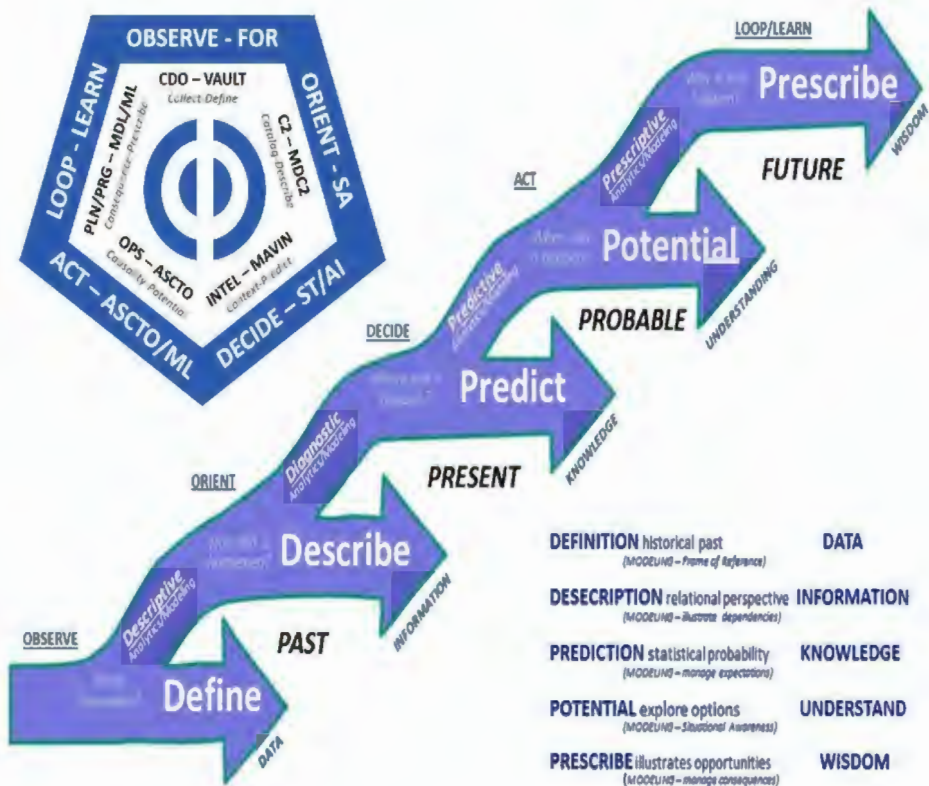 OBSERVE - FOR
ORIENT - SA
DECIDE – ST/AI
ACT – ASCTO/ML
LOOP - LEARN
CDO – VAULT
Collect-Define
C2 – MDC2
Catalog-Describe
INTEL – MAVIN
Context-Predict
OPS – ASCTO
Causality Potential
PLN/PRG – MDL/ML
Consequence-Prescribe
LOOP/LEARN
Prescribe
WISDOM
Prescriptive
Analytics/Modeling
FUTURE
ACT
Potential
UNDERSTANDING
Predictive
Analytics/Modeling
PROBABLE
DECIDE
Predict
KNOWLEDGE
Diagnostic
Analytics/Modeling
PRESENT
ORIENT
Describe
INFORMATION
Descriptive
Analytics/Modeling
PAST
OBSERVE
Define
DATA
DEFINITION historical past DATA
(MODELING – Frame of Reference)
DESECRIPTION relational perspective INFORMATION
(MODELING – illustrate dependencies)
PREDICTION statistical probability KNOWLEDGE
(MODELING – manage expectations)
POTENTIAL explore options UNDERSTAND
(MODELING – Situational Awareness)
PRESCRIBE illustrates opportunities WISDOM
(MODELING – manage consequences)